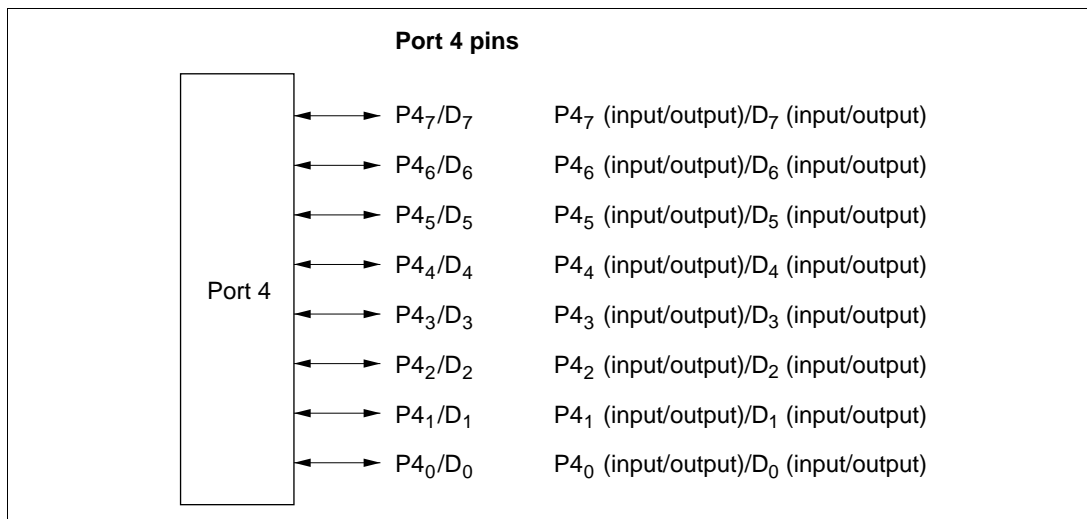 Port 4 pins
P4₇/D₇ P4₇ (input/output)/D₇ (input/output)
P4₆/D₆ P4₆ (input/output)/D₆ (input/output)
P4₅/D₅ P4₅ (input/output)/D₅ (input/output)
P4₄/D₄ P4₄ (input/output)/D₄ (input/output)
Port 4
P4₃/D₃ P4₃ (input/output)/D₃ (input/output)
P4₂/D₂ P4₂ (input/output)/D₂ (input/output)
P4₁/D₁ P4₁ (input/output)/D₁ (input/output)
P4₀/D₀ P4₀ (input/output)/D₀ (input/output)